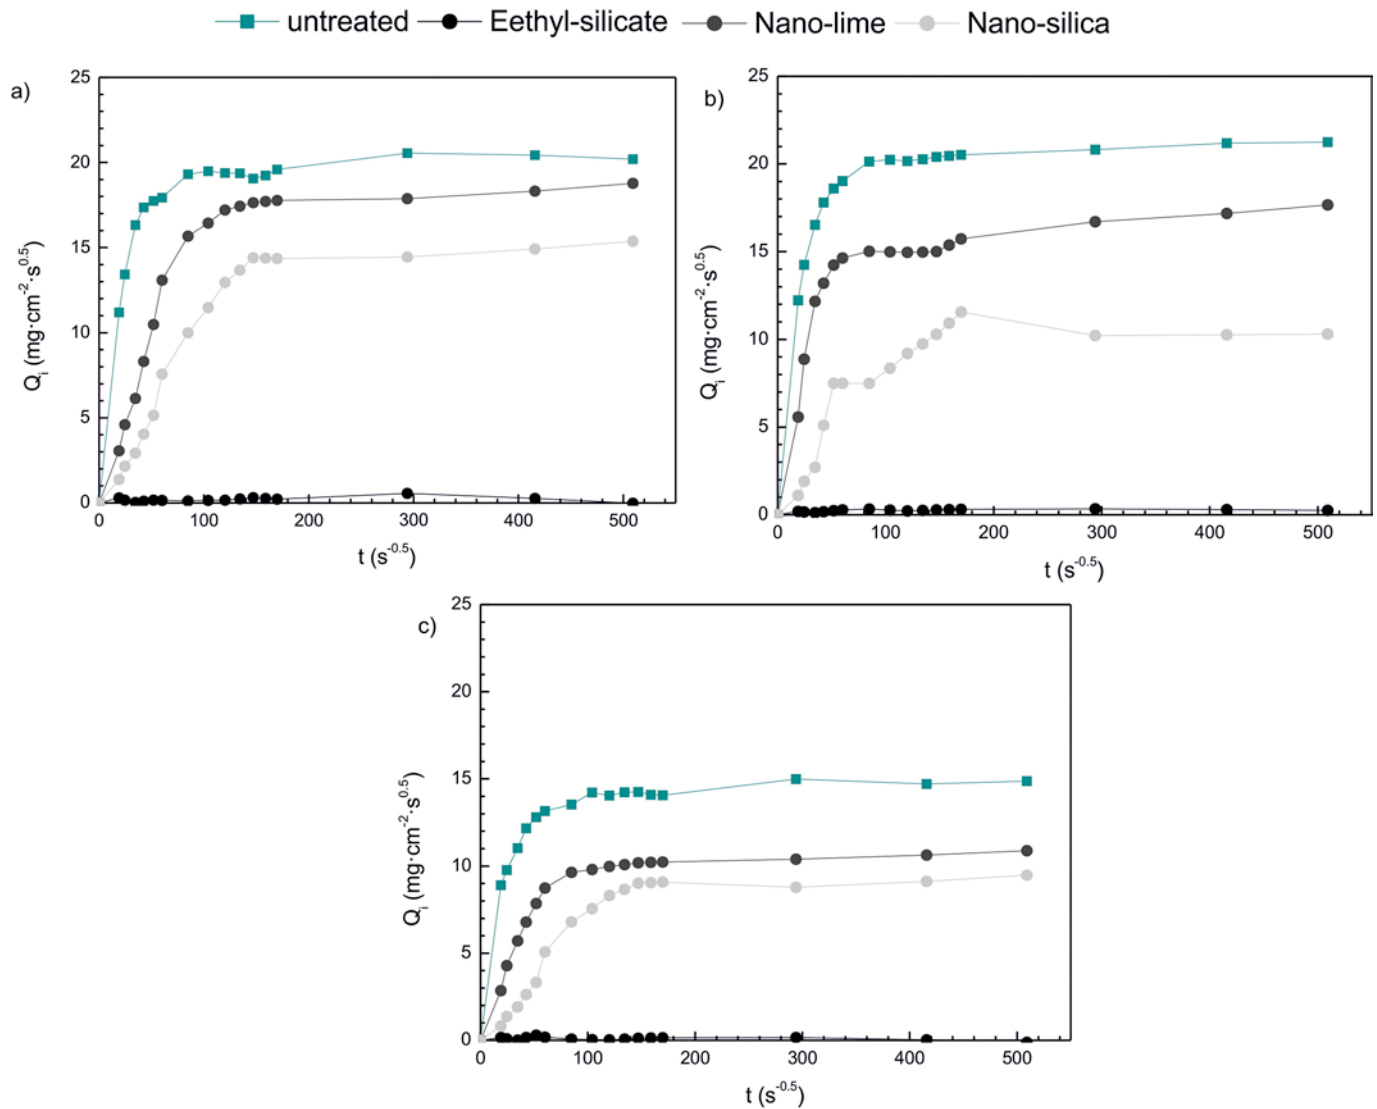 untreated Eethyl-silicate Nano-lime Nano-silica
a)
25
20
15
10
5
0
Qᵢ (mg·cm⁻²·s⁰·⁵)
0 100 200 300 400 500
t (s⁻⁰·⁵)
b)
25
20
15
10
5
0
Qᵢ (mg·cm⁻²·s⁰·⁵)
0 100 200 300 400 500
t (s⁻⁰·⁵)
c)
25
20
15
10
5
0
Qᵢ (mg·cm⁻²·s⁰·⁵)
0 100 200 300 400 500
t (s⁻⁰·⁵)